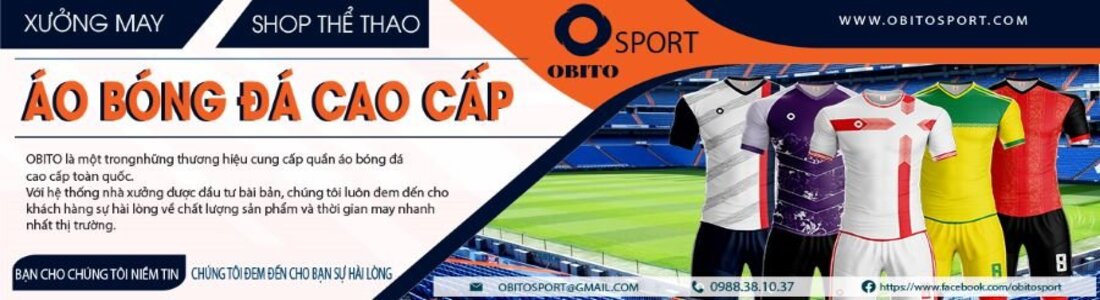 XƯỞNG MAY
SHOP THỂ THAO
SPORT
OBITO
WWW.OBITOSPORT.COM
ÁO BÓNG ĐÁ CAO CẤP
OBITO là một trongnhững thương hiệu cung cấp quần áo bóng đá
cao cấp toàn quốc.
Với hệ thống nhà xưởng được đầu tư bài bản, chúng tôi luôn đem đến cho
khách hàng sự hài lòng về chất lượng sản phẩm và thời gian may nhanh
nhất thị trường.
BẠN CHO CHÚNG TÔI NIỀM TIN
CHÚNG TÔI ĐEM ĐẾN CHO BẠN SỰ HÀI LÒNG
OBITOSPORT@GMAIL.COM
0988.38.10.37
https://www.facebook.com/obitosport
8
8